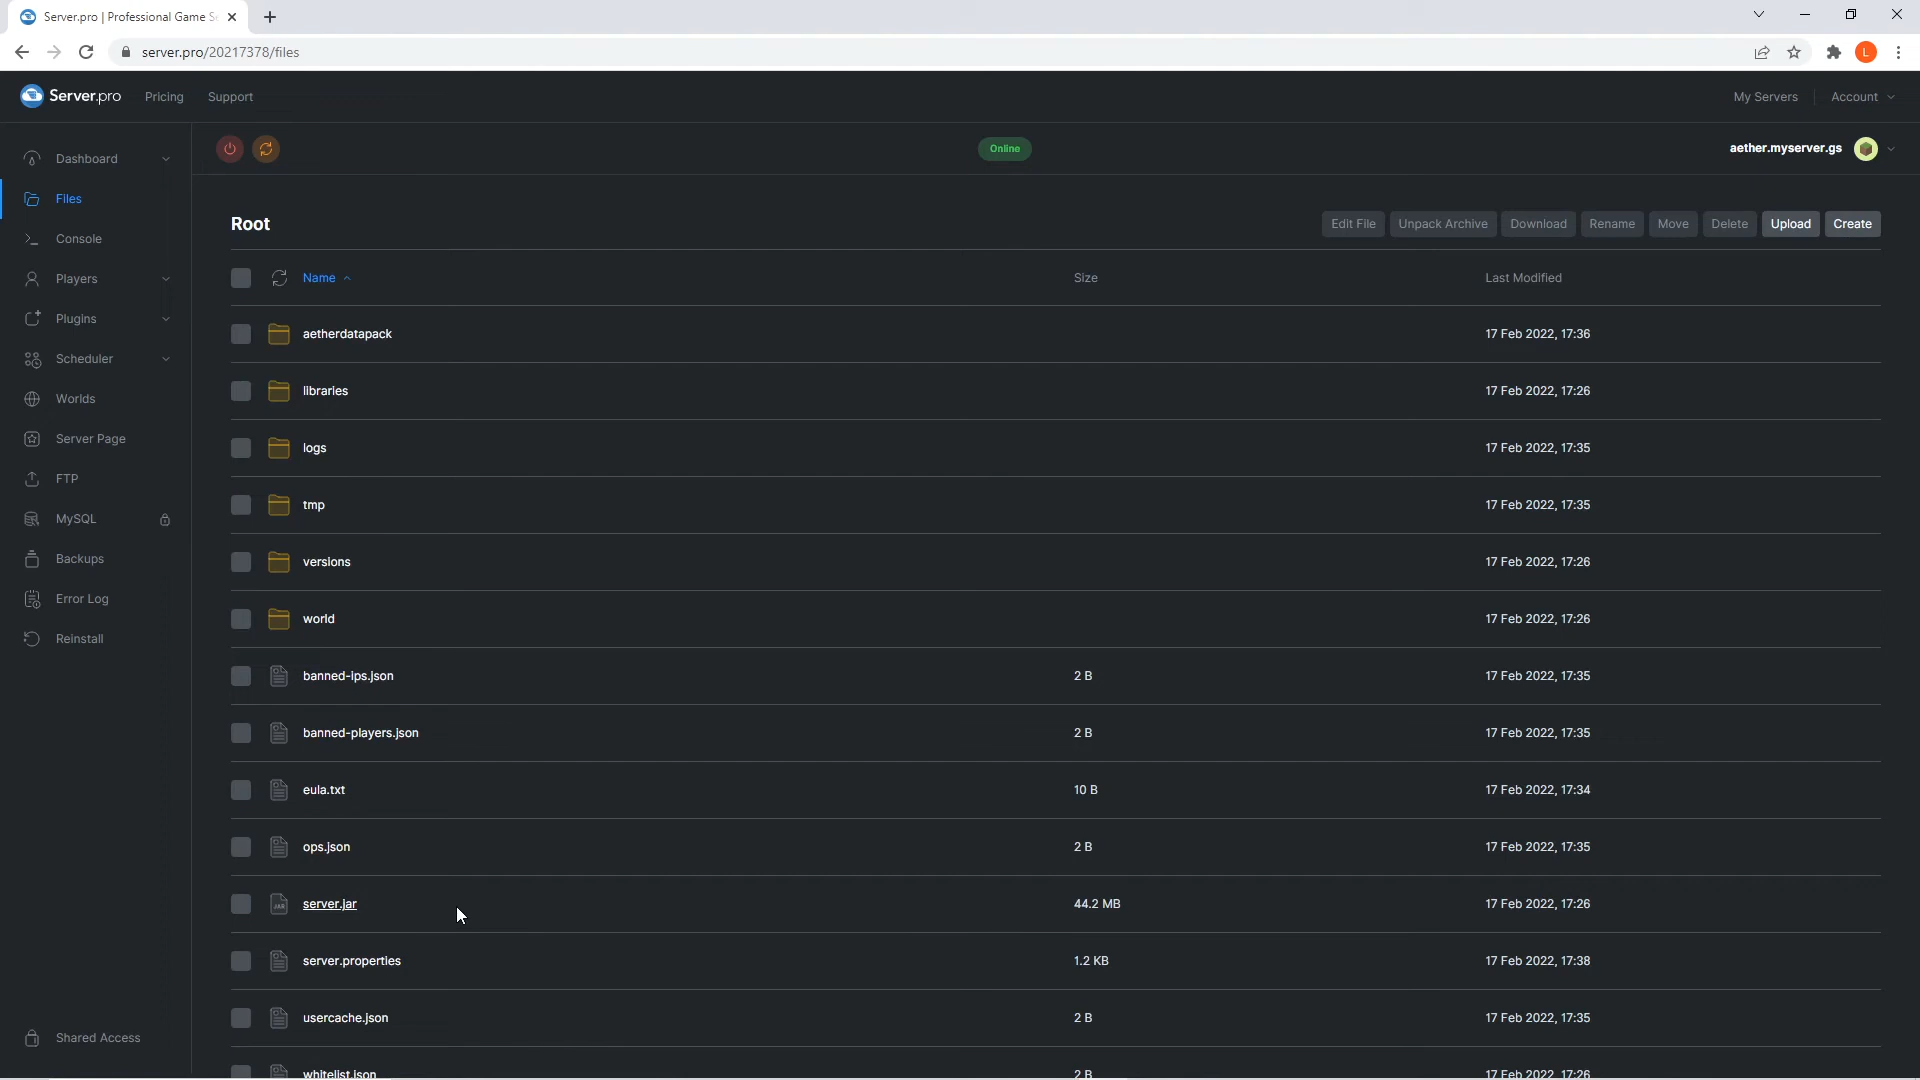 Server.pro | Professional Game Se
server.pro/20217378/files
L
Server.pro
Pricing
Support
My Servers
Account
Dashboard
Files
Console
Players
Plugins
Scheduler
Worlds
Server Page
FTP
MySQL
Backups
Error Log
Reinstall
Shared Access
Online
aether.myserver.gs
Root
Edit File
Unpack Archive
Download
Rename
Move
Delete
Upload
Create
Name Size Last Modified
aetherdatapack 17 Feb 2022, 17:36
libraries 17 Feb 2022, 17:26
logs 17 Feb 2022, 17:35
tmp 17 Feb 2022, 17:35
versions 17 Feb 2022, 17:26
world 17 Feb 2022, 17:26
banned-ips.json 2 B 17 Feb 2022, 17:35
banned-players.json 2 B 17 Feb 2022, 17:35
eula.txt 10 B 17 Feb 2022, 17:34
ops.json 2 B 17 Feb 2022, 17:35
JAR server.jar 44.2 MB 17 Feb 2022, 17:26
server.properties 1.2 KB 17 Feb 2022, 17:38
usercache.json 2 B 17 Feb 2022, 17:35
whitelist.json 2 B 17 Feb 2022, 17:26